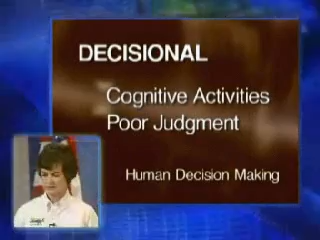 DECISIONAL
Cognitive Activities
Poor Judgment
Human Decision Making